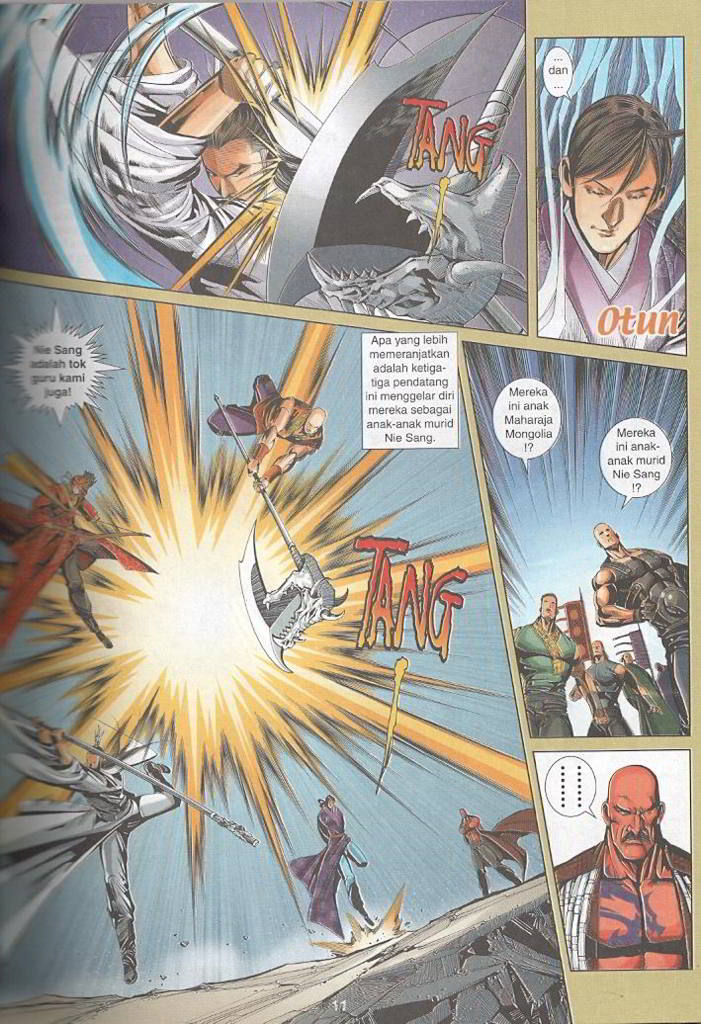 TANG
...
dan
...
Otun
Nie Sang
adalah tok
guru kami
juga!
Apa yang lebih
memeranjatkan
adalah ketiga-
tiga pendatang
ini menggelar diri
mereka sebagai
anak-anak murid
Nie Sang.
TANG
Mereka
ini anak
Maharaja
Mongolia
!?
Mereka
ini anak-
anak murid
Nie Sang
!?
......
......
11